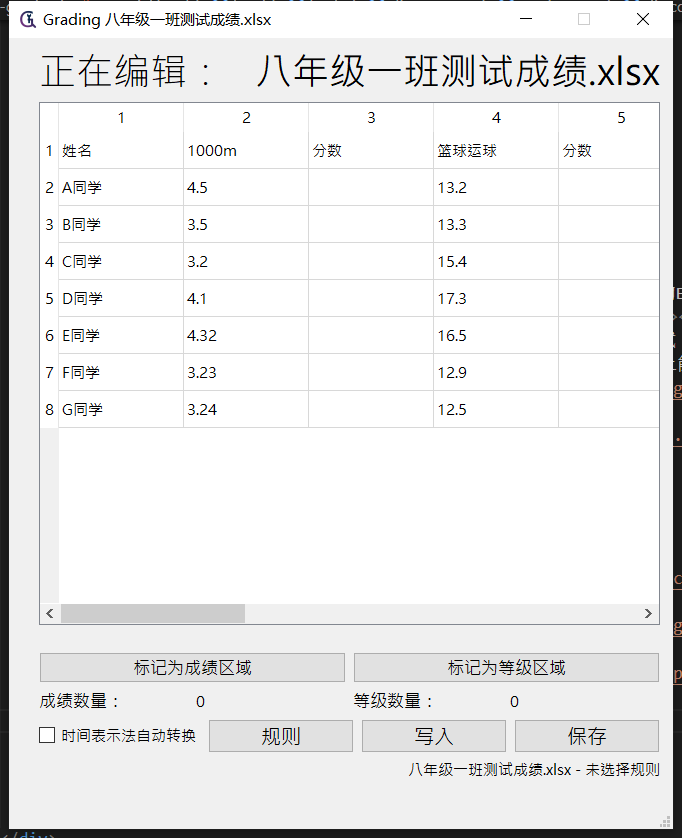 Grading 八年级一班测试成绩.xlsx
正在编辑： 八年级一班测试成绩.xlsx
1 2 3 4 5
1 姓名 1000m 分数 篮球运球 分数
2 A同学 4.5 13.2
3 B同学 3.5 13.3
4 C同学 3.2 15.4
5 D同学 4.1 17.3
6 E同学 4.32 16.5
7 F同学 3.23 12.9
8 G同学 3.24 12.5
标记为成绩区域 标记为等级区域
成绩数量： 0 等级数量： 0
时间表示法自动转换 规则 写入 保存
八年级一班测试成绩.xlsx - 未选择规则